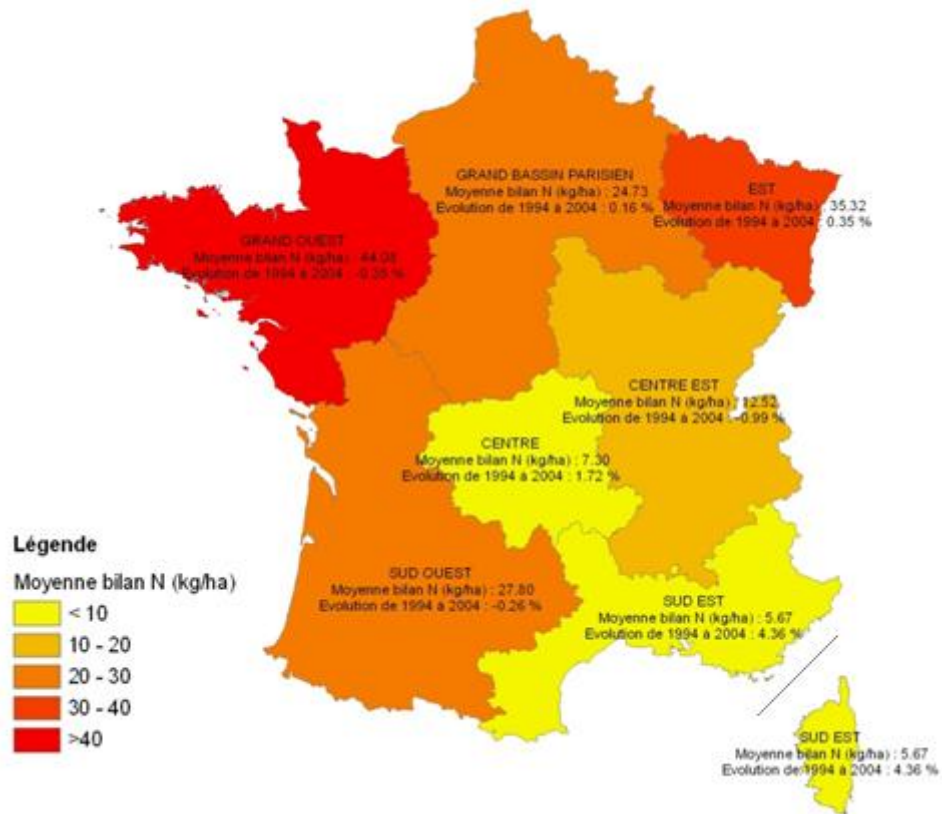 GRAND BASSIN PARISIEN
Moyenne bilan N (kg/ha) : 24.73
Evolution de 1994 à 2004 : 0.16 %
EST
Moyenne bilan N (kg/ha) : 35.32
Evolution de 1994 à 2004 : 0.35 %
GRAND OUEST
Moyenne bilan N (kg/ha) : 44.08
Evolution de 1994 à 2004 : -0.35 %
CENTRE EST
Moyenne bilan N (kg/ha) : 12.52
Evolution de 1994 à 2004 : -0.99 %
CENTRE
Moyenne bilan N (kg/ha) : 7.30
Evolution de 1994 à 2004 : 1.72 %
SUD OUEST
Moyenne bilan N (kg/ha) : 27.80
Evolution de 1994 à 2004 : -0.26 %
SUD EST
Moyenne bilan N (kg/ha) : 5.67
Evolution de 1994 à 2004 : 4.36 %
SUD EST
Moyenne bilan N (kg/ha) : 5.67
Evolution de 1994 à 2004 : 4.36 %
Légende
Moyenne bilan N (kg/ha)
< 10
10 - 20
20 - 30
30 - 40
>40